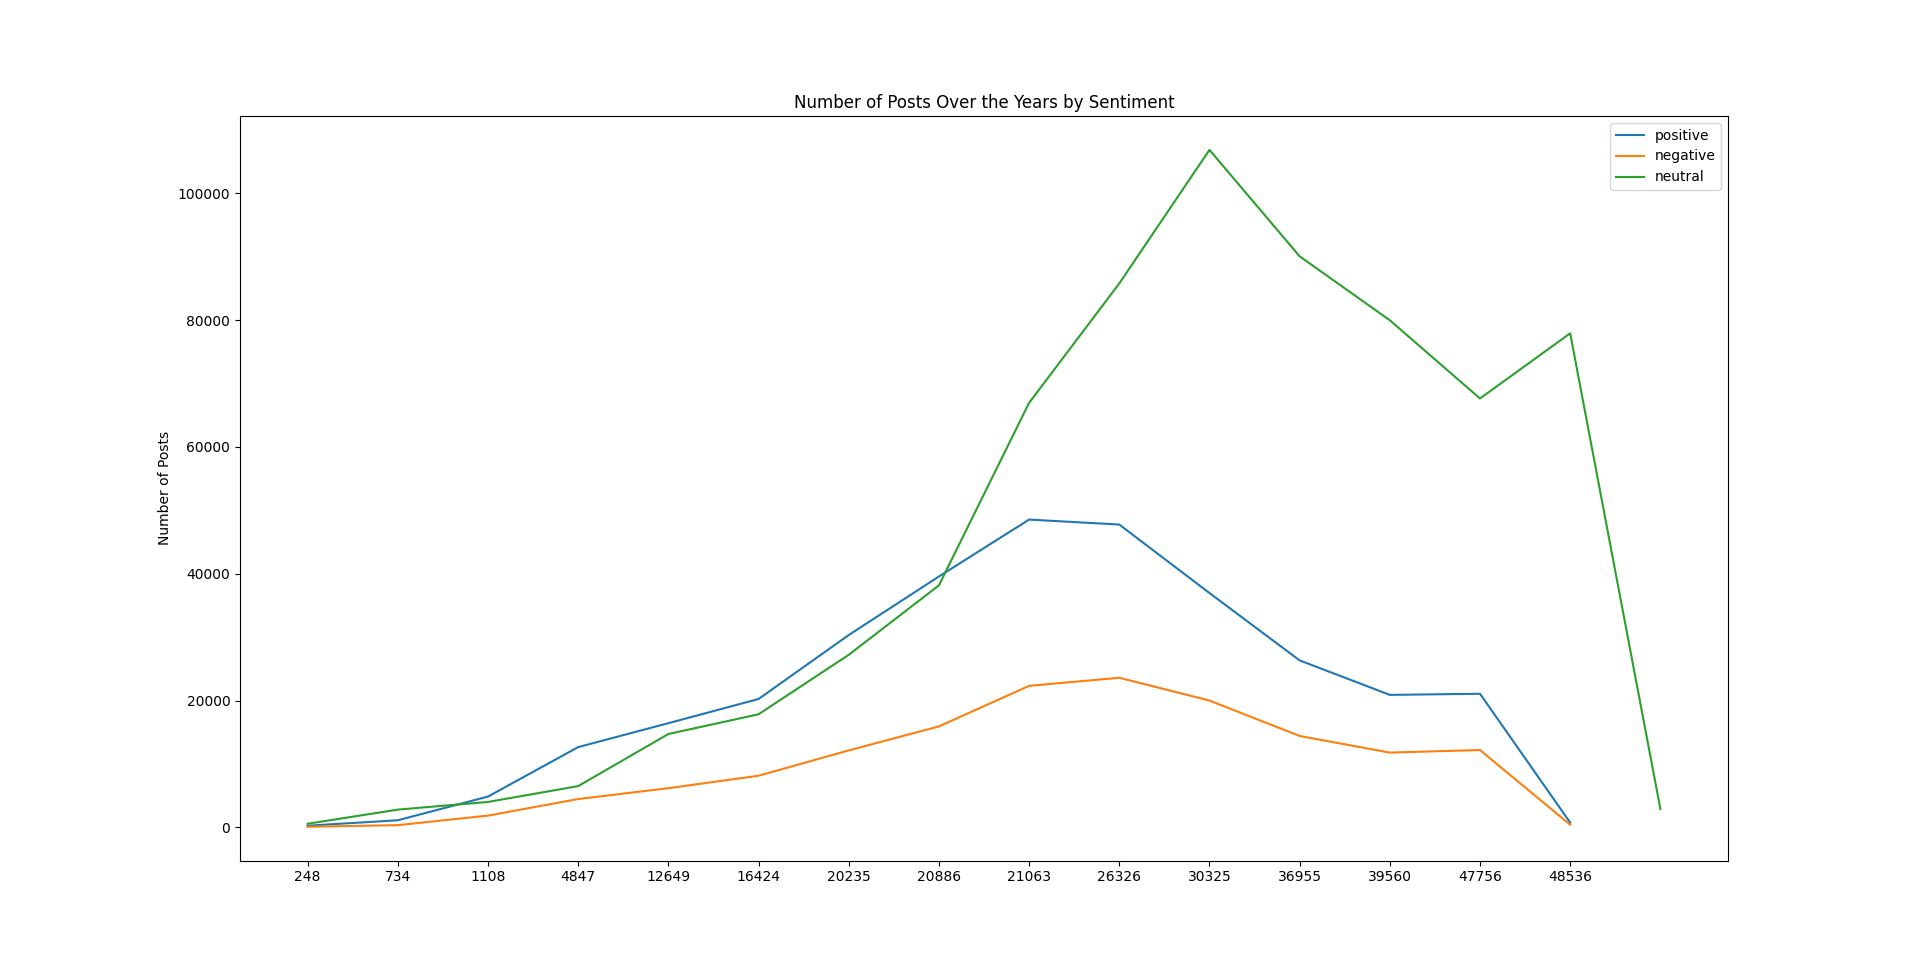 Number of Posts Over the Years by Sentiment
positive
negative
neutral
Number of Posts
100000
80000
60000
40000
20000
0
248 734 1108 4847 12649 16424 20235 20886 21063 26326 30325 36955 39560 47756 48536